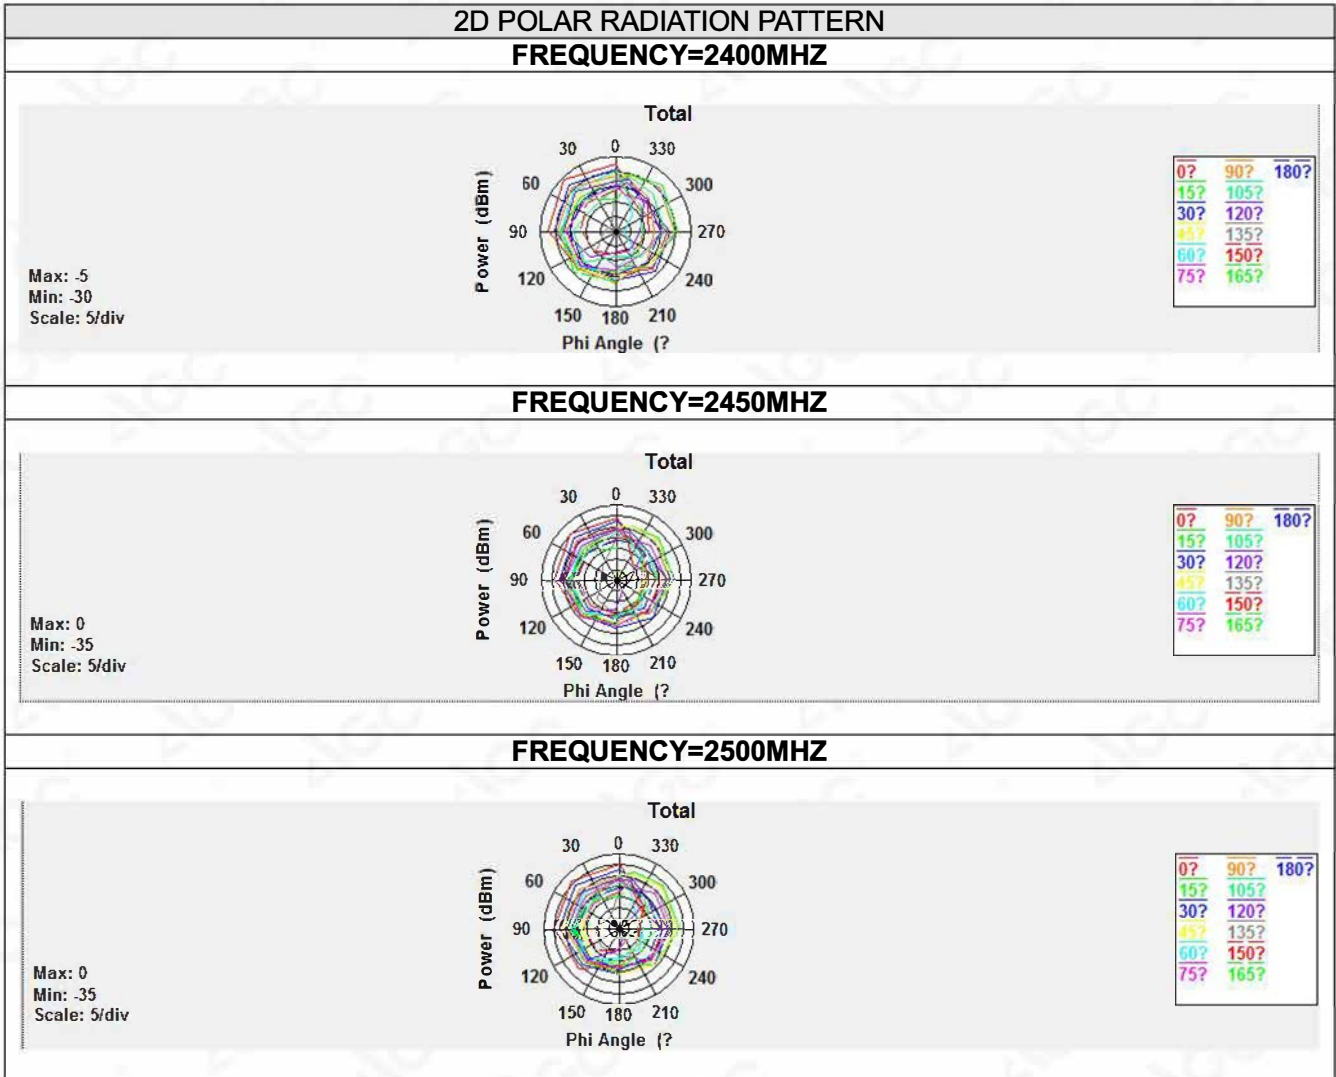 2D POLAR RADIATION PATTERN
FREQUENCY=2400MHZ
Total
30 0 330
60 300
90 270
120 240
150 180 210
Power (dBm)
Phi Angle (?
Max: -5
Min: -30
Scale: 5/div
0? 90? 180?
15? 105?
30? 120?
45? 135?
60? 150?
75? 165?
FREQUENCY=2450MHZ
Total
30 0 330
60 300
90 270
120 240
150 180 210
Power (dBm)
Phi Angle (?
Max: 0
Min: -35
Scale: 5/div
0? 90? 180?
15? 105?
30? 120?
45? 135?
60? 150?
75? 165?
FREQUENCY=2500MHZ
Total
30 0 330
60 300
90 270
120 240
150 180 210
Power (dBm)
Phi Angle (?
Max: 0
Min: -35
Scale: 5/div
0? 90? 180?
15? 105?
30? 120?
45? 135?
60? 150?
75? 165?